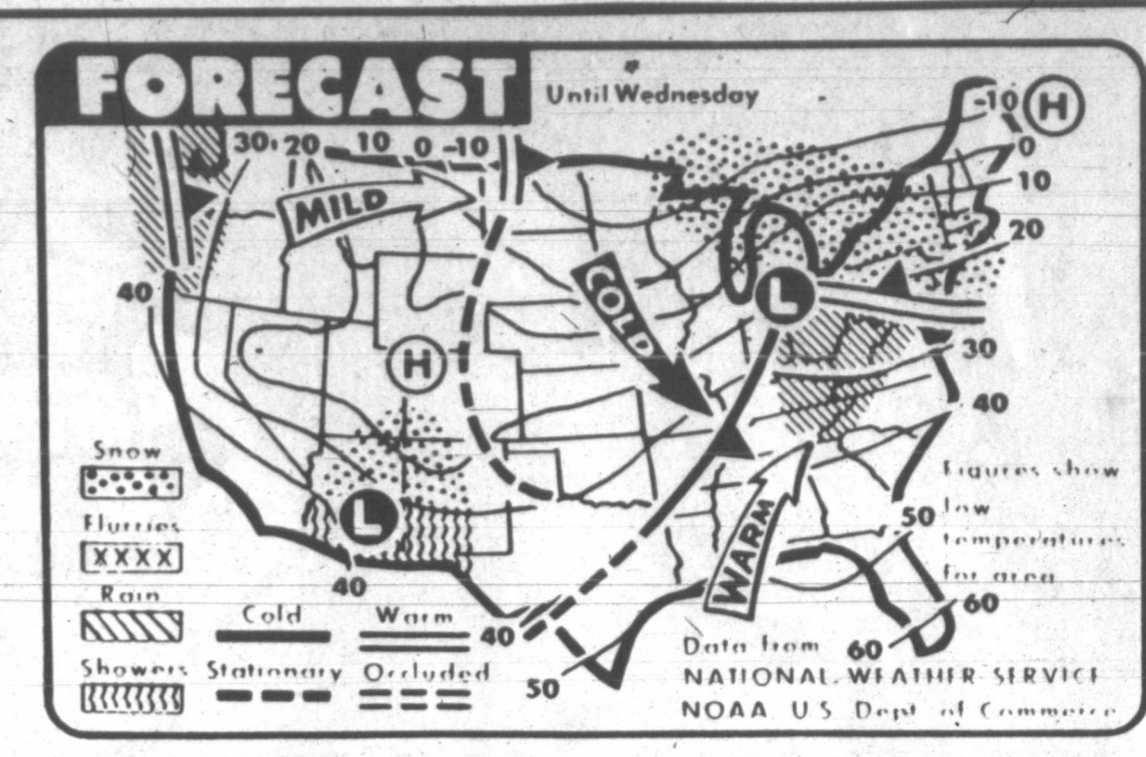 FORECAST
Until Wednesday
-10 H
30 20 10 0 -10
0
10
MILD
20
40
COLD
L
30
H
40
Snow
Figures show
L
50
low
Flurries
WARM
temperatures
XXXX
40
for area
Rain
60
Cold Warm
40
Data from
60
Showers Stationary Occluded
50
NATIONAL WEATHER SERVICE
NOAA U S Dept of Commerce